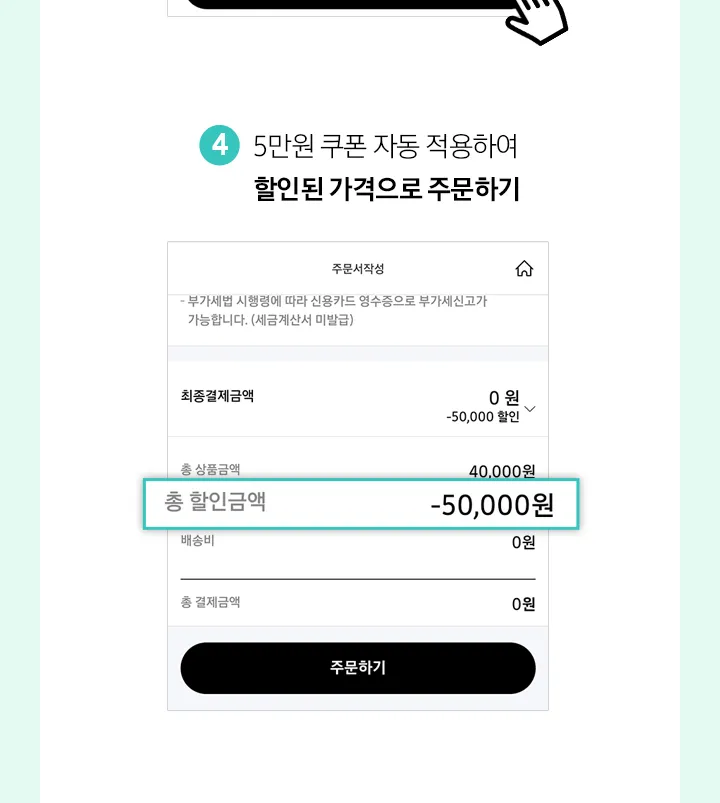 4 5만원 쿠폰 자동 적용하여
할인된 가격으로 주문하기
주문서작성
- 부가세법 시행령에 따라 신용카드 영수증으로 부가세신고가
가능합니다. (세금계산서 미발급)
최종결제금액 0 원
-50,000 할인
총 상품금액 40,000원
총 할인금액 -50,000원
배송비 0원
총 결제금액 0원
주문하기